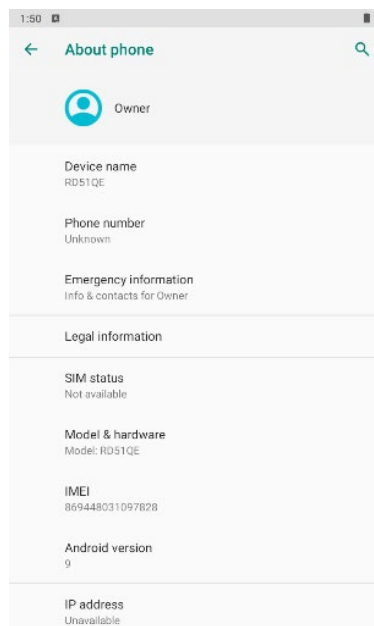 1:50
About phone
Owner
Device name
RD51QE
Phone number
Unknown
Emergency information
Info & contacts for Owner
Legal information
SIM status
Not available
Model & hardware
Model: RD51QE
IMEI
869448031097828
Android version
9
IP address
Unavailable